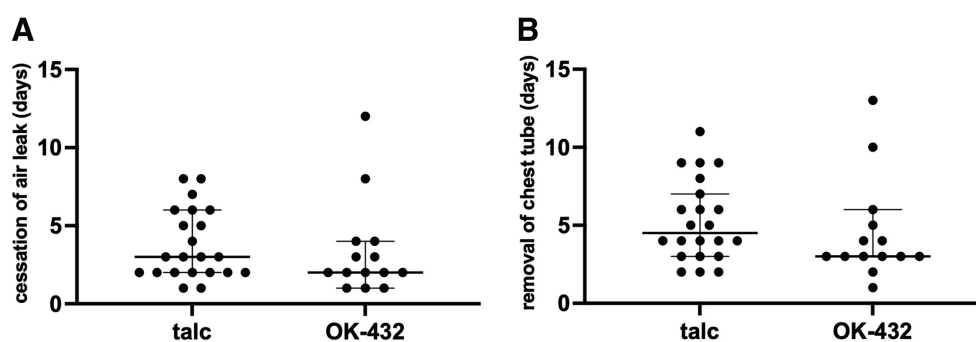 A
cessation of air leak (days)
15
10
5
0
talc
OK-432
B
removal of chest tube (days)
15
10
5
0
talc
OK-432